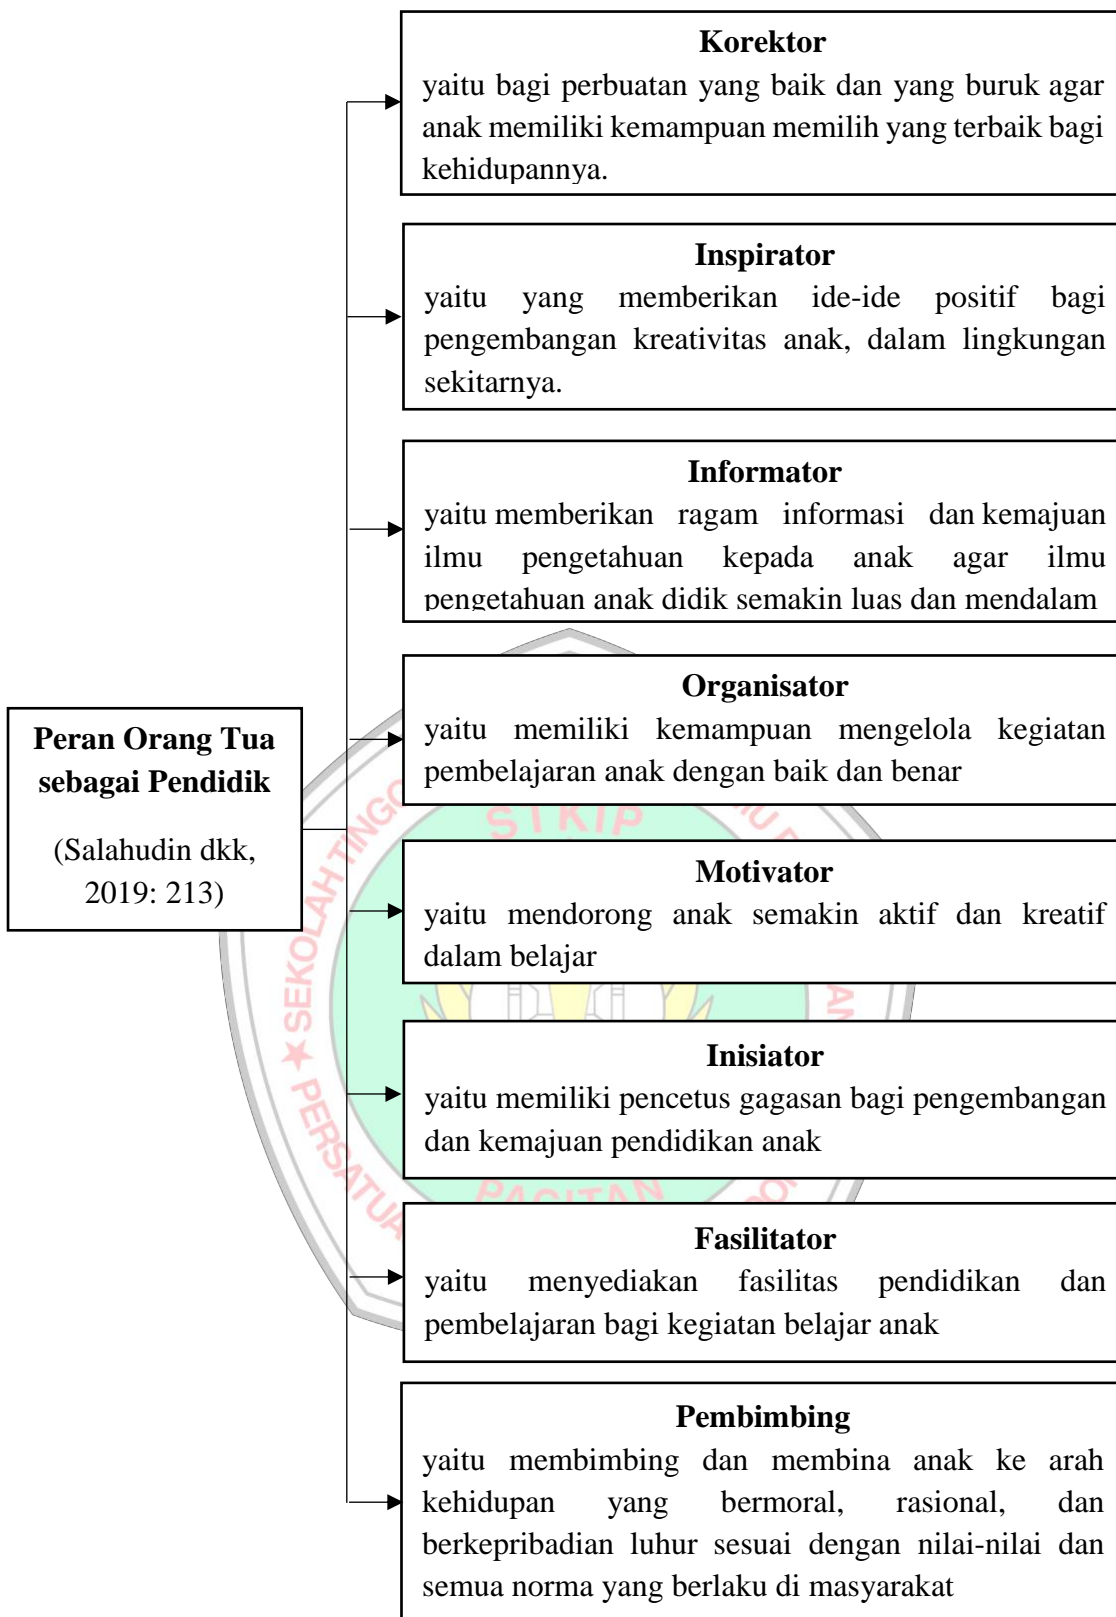 Korektor
yaitu bagi perbuatan yang baik dan yang buruk agar
anak memiliki kemampuan memilih yang terbaik bagi
kehidupannya.
Inspirator
yaitu yang memberikan ide-ide positif bagi
pengembangan kreativitas anak, dalam lingkungan
sekitarnya.
Informator
yaitu memberikan ragam informasi dan kemajuan
ilmu pengetahuan kepada anak agar ilmu
pengetahuan anak didik semakin luas dan mendalam
Peran Orang Tua
sebagai Pendidik
(Salahudin dkk,
2019: 213)
Organisator
yaitu memiliki kemampuan mengelola kegiatan
pembelajaran anak dengan baik dan benar
Motivator
yaitu mendorong anak semakin aktif dan kreatif
dalam belajar
Inisiator
yaitu memiliki pencetus gagasan bagi pengembangan
dan kemajuan pendidikan anak
Fasilitator
yaitu menyediakan fasilitas pendidikan dan
pembelajaran bagi kegiatan belajar anak
Pembimbing
yaitu membimbing dan membina anak ke arah
kehidupan yang bermoral, rasional, dan
berkepribadian luhur sesuai dengan nilai-nilai dan
semua norma yang berlaku di masyarakat
STKIP
SEKOLAH
PACITAN